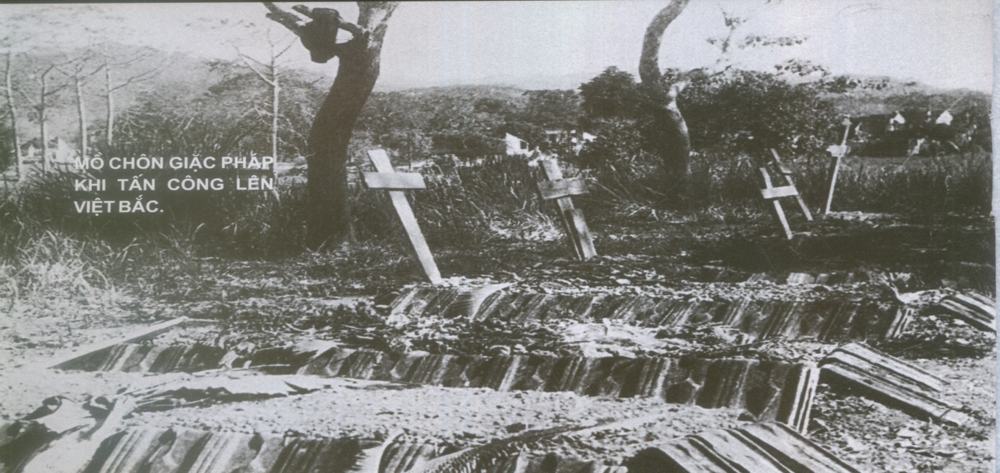 MỒ CHÔN GIẶC PHÁP
KHI TẤN CÔNG LÊN
VIỆT BẮC.